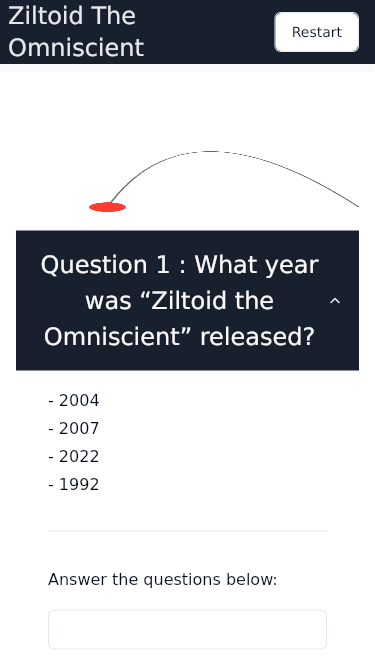 Ziltoid The
Omniscient
Restart
Question 1 : What year
was “Ziltoid the
Omniscient” released?
- 2004
- 2007
- 2022
- 1992
Answer the questions below: